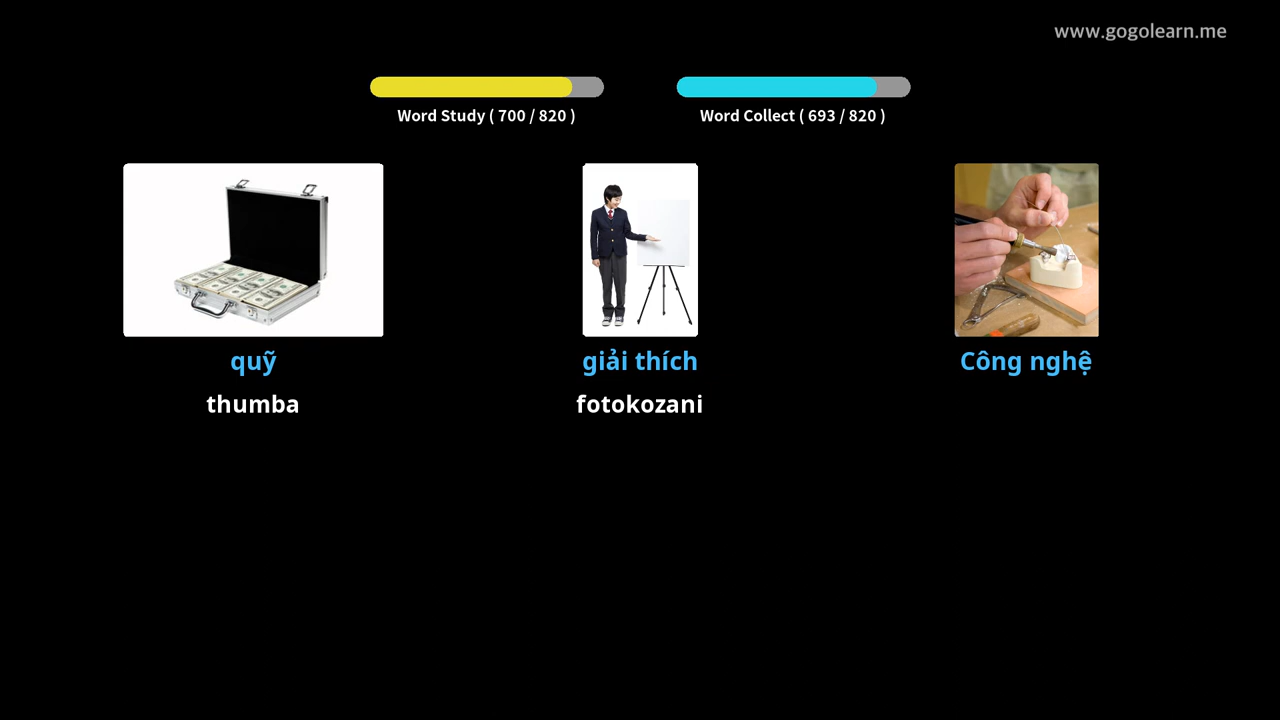 www.gogolearn.me
Word Study ( 700 / 820 )
Word Collect ( 693 / 820 )
quỹ
giải thích
Công nghệ
thumba
fotokozani